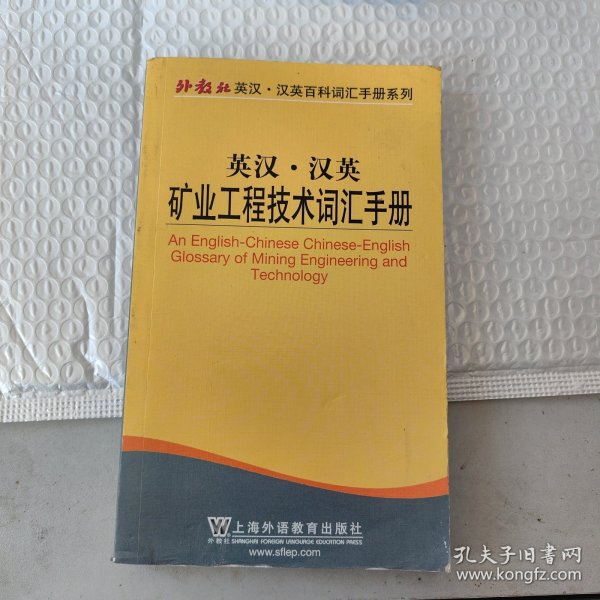 外教社 英汉·汉英百科词汇手册系列
英汉·汉英
矿业工程技术词汇手册
An English-Chinese Chinese-English
Glossary of Mining Engineering and
Technology
W 上海外语教育出版社
外教社 SHANGHAI FOREIGN LANGUAGE EDUCATION PRESS
www.sflep.com
孔夫子旧书网
www.kongfz.com